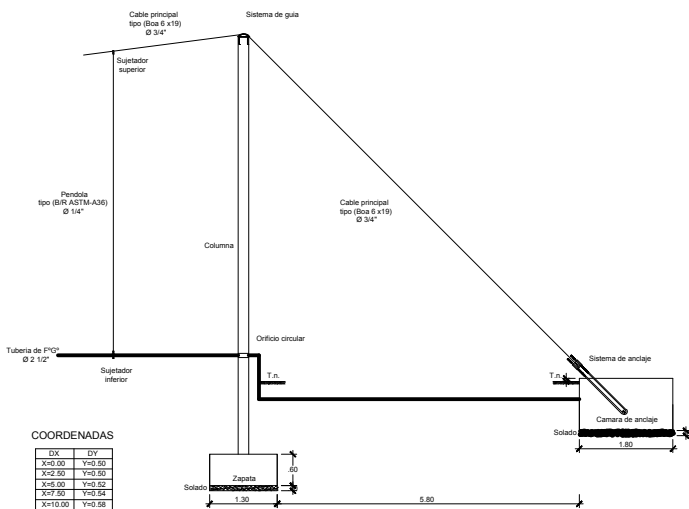 Cable principal
tipo (Boa 6 x19)
Ø 3/4"
Sistema de guia
Sujetador
superior
Pendola
tipo (B/R ASTM-A36)
Ø 1/4"
Cable principal
tipo (Boa 6 x19)
Ø 3/4"
Columna
Tuberia de FºGº
Ø 2 1/2"
Orificio circular
Sujetador
inferior
T.n.
T.n.
Sistema de anclaje
Camara de anclaje
Solado
1.80
COORDENADAS
DX DY
X=0.00 Y=0.50
X=2.50 Y=0.50
X=5.00 Y=0.52
X=7.50 Y=0.54
X=10.00 Y=0.58
Zapata
.60
Solado
1.30
5.80